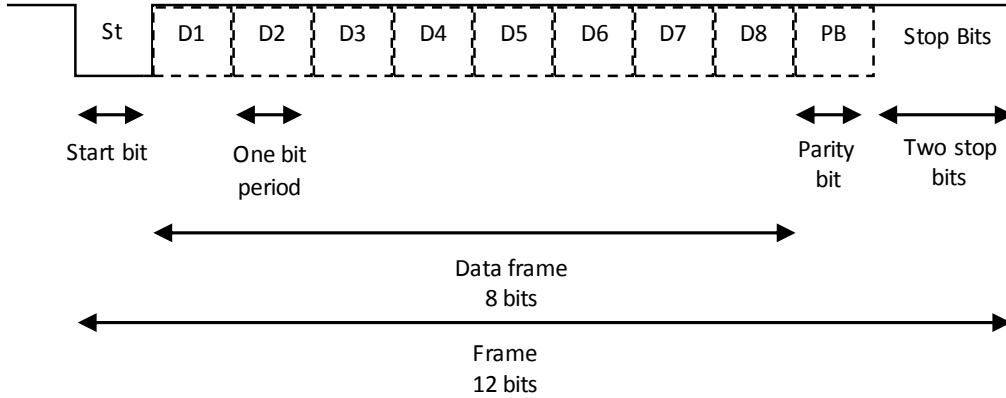 St D1 D2 D3 D4 D5 D6 D7 D8 PB Stop Bits
Start bit
One bit
period
Parity
bit
Two stop
bits
Data frame
8 bits
Frame
12 bits